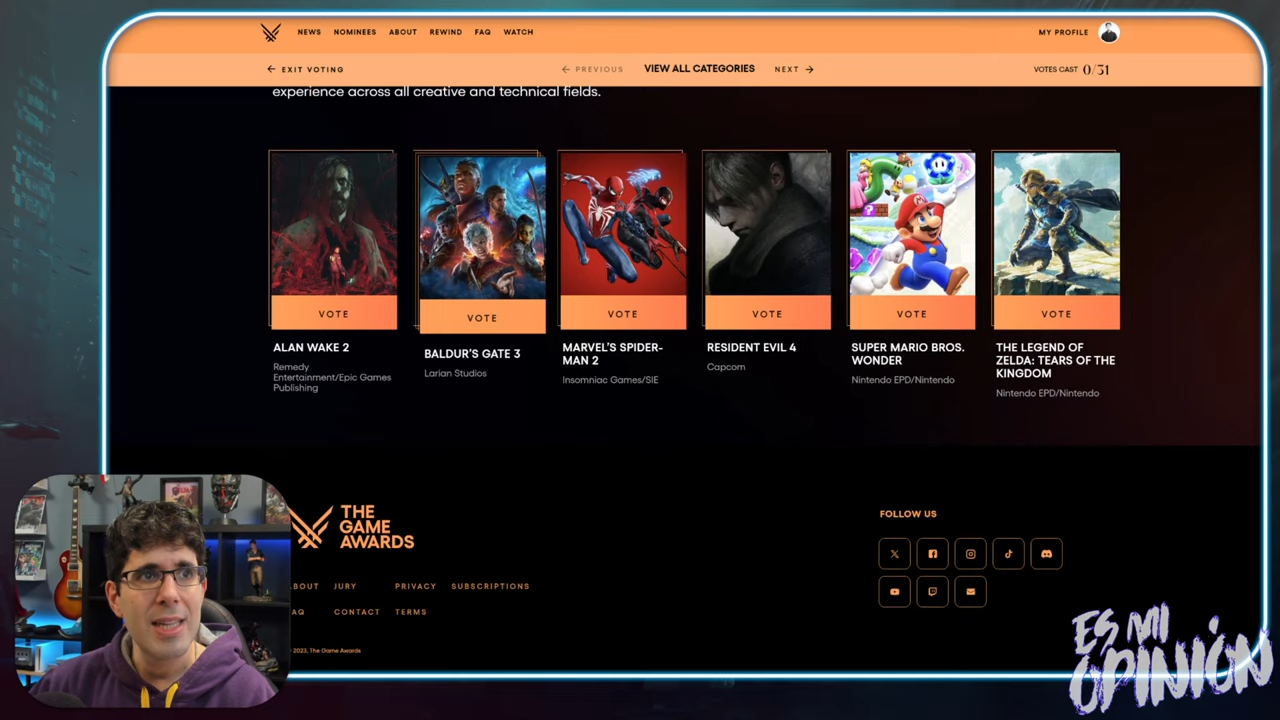 NEWS NOMINEES ABOUT REWIND FAQ WATCH
MY PROFILE
EXIT VOTING
PREVIOUS VIEW ALL CATEGORIES NEXT
VOTES CAST 0/31
experience across all creative and technical fields.
VOTE VOTE VOTE VOTE VOTE VOTE
ALAN WAKE 2
Remedy
Entertainment/Epic Games
Publishing
BALDUR'S GATE 3
Larian Studios
MARVEL'S SPIDER-
MAN 2
Insomniac Games/SIE
RESIDENT EVIL 4
Capcom
SUPER MARIO BROS.
WONDER
Nintendo EPD/Nintendo
THE LEGEND OF
ZELDA: TEARS OF THE
KINGDOM
Nintendo EPD/Nintendo
THE
GAME
AWARDS
FOLLOW US
BOUT JURY PRIVACY SUBSCRIPTIONS
AQ CONTACT TERMS
2023, The Game Awards
ES MI
OPINIÓN